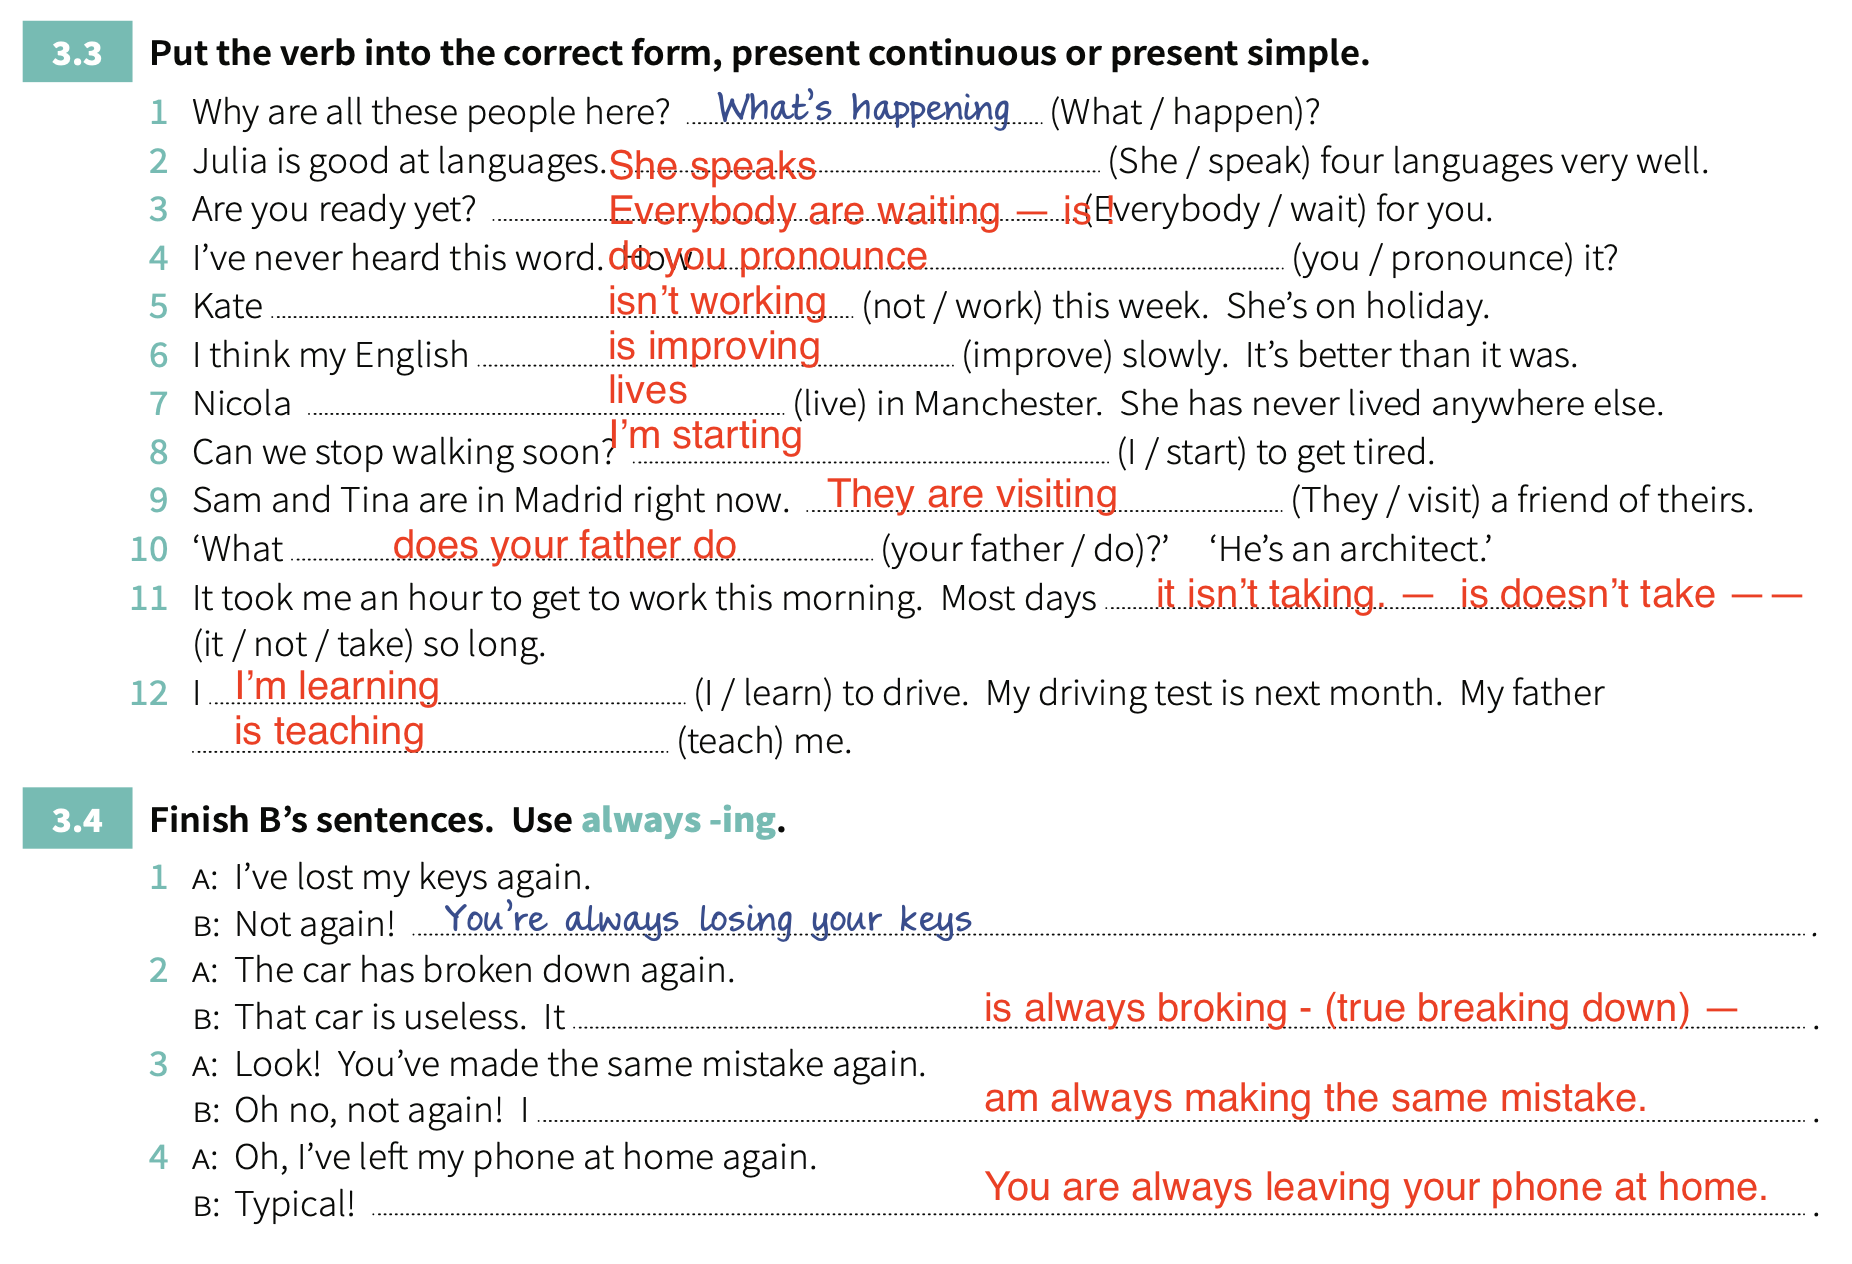 3.3 Put the verb into the correct form, present continuous or present simple.
1 Why are all these people here? What's happening (What / happen)?
2 Julia is good at languages. She speaks (She / speak) four languages very well.
3 Are you ready yet? Everybody are waiting — is ! (Everybody / wait) for you.
4 I've never heard this word. How do you pronounce (you / pronounce) it?
5 Kate isn't working (not / work) this week. She's on holiday.
6 I think my English is improving (improve) slowly. It's better than it was.
7 Nicola lives (live) in Manchester. She has never lived anywhere else.
8 Can we stop walking soon? I'm starting (I / start) to get tired.
9 Sam and Tina are in Madrid right now. They are visiting (They / visit) a friend of theirs.
10 ‘What does your father do (your father / do)?’ ‘He's an architect.’
11 It took me an hour to get to work this morning. Most days it isn't taking. — is doesn't take — —
(it / not / take) so long.
12 I I'm learning (I / learn) to drive. My driving test is next month. My father
is teaching (teach) me.
3.4 Finish B's sentences. Use always -ing.
1 A: I've lost my keys again.
B: Not again! You're always losing your keys .
2 A: The car has broken down again.
B: That car is useless. It is always broking - (true breaking down) — .
3 A: Look! You've made the same mistake again.
B: Oh no, not again! I am always making the same mistake. .
4 A: Oh, I've left my phone at home again.
B: Typical! You are always leaving your phone at home. .